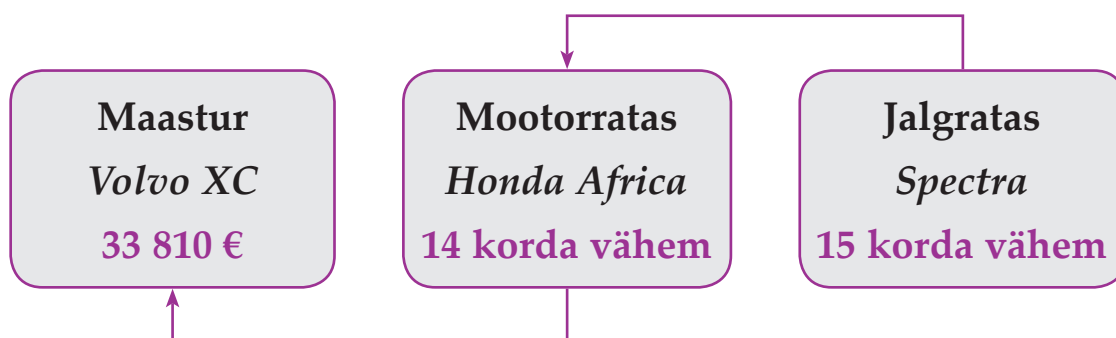 Maastur
Volvo XC
33 810 €
Mootorratas
Honda Africa
14 korda vähem
Jalgratas
Spectra
15 korda vähem